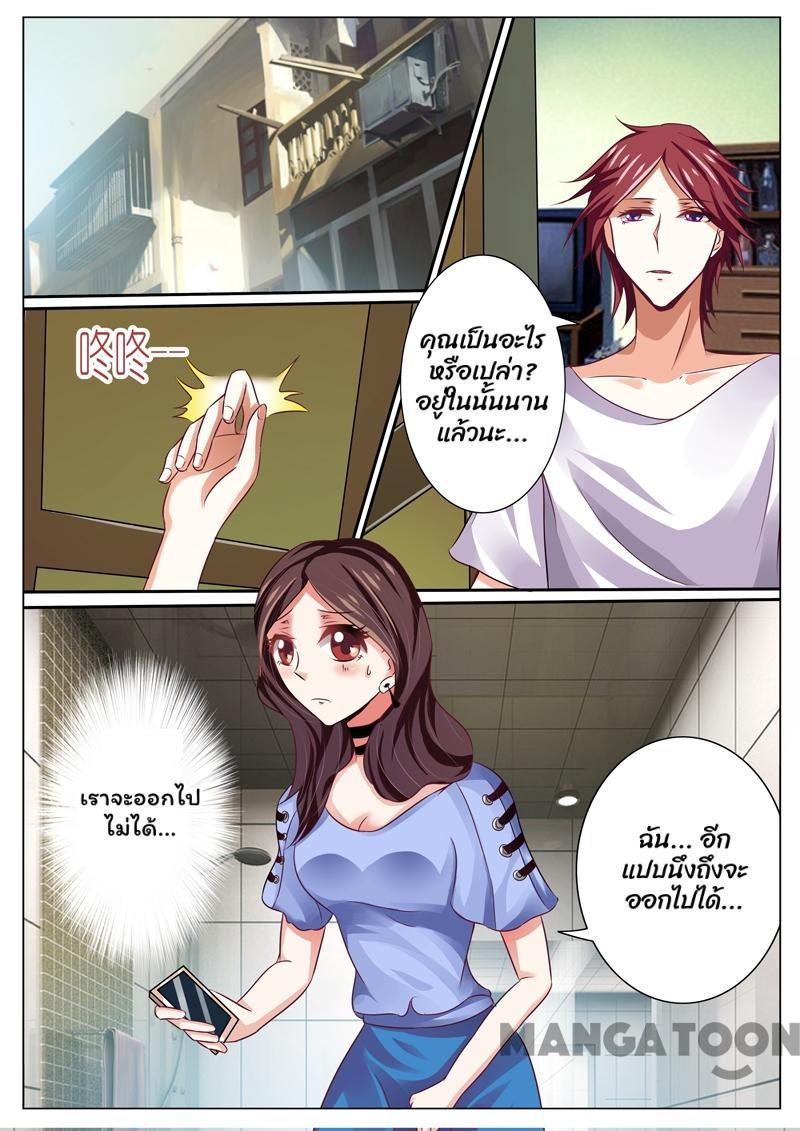 คุณเป็นอะไร
หรือเปล่า?
อยู่ในนั้นนาน
แล้วนะ...
咚咚--
เราจะออกไป
ไม่ได้...
ฉัน... อีก
แปบนึงถึงจะ
ออกไปได้...
MANGATOON